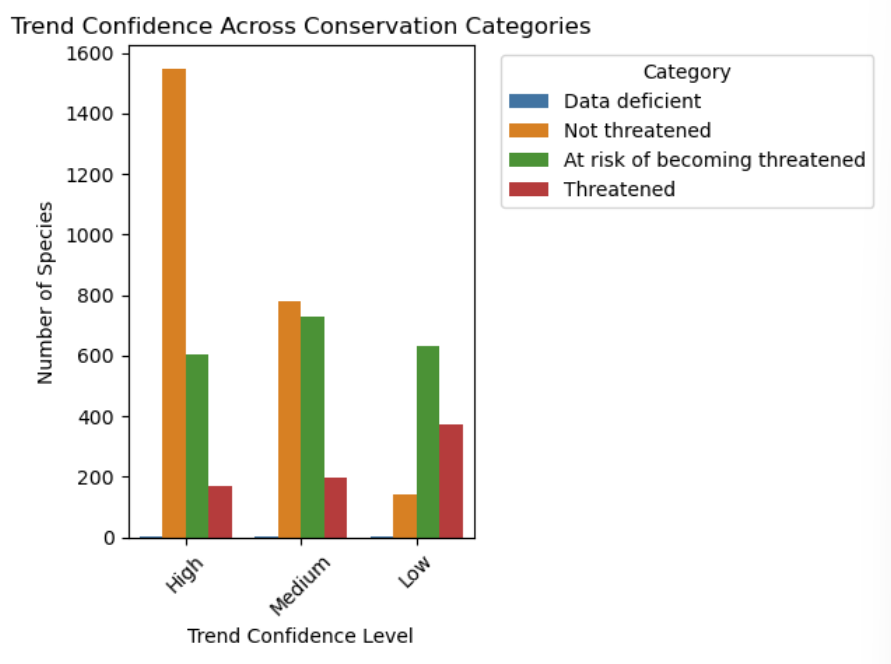 Trend Confidence Across Conservation Categories
Number of Species
1600
1400
1200
1000
800
600
400
200
0
High
Medium
Low
Trend Confidence Level
Category
Data deficient
Not threatened
At risk of becoming threatened
Threatened